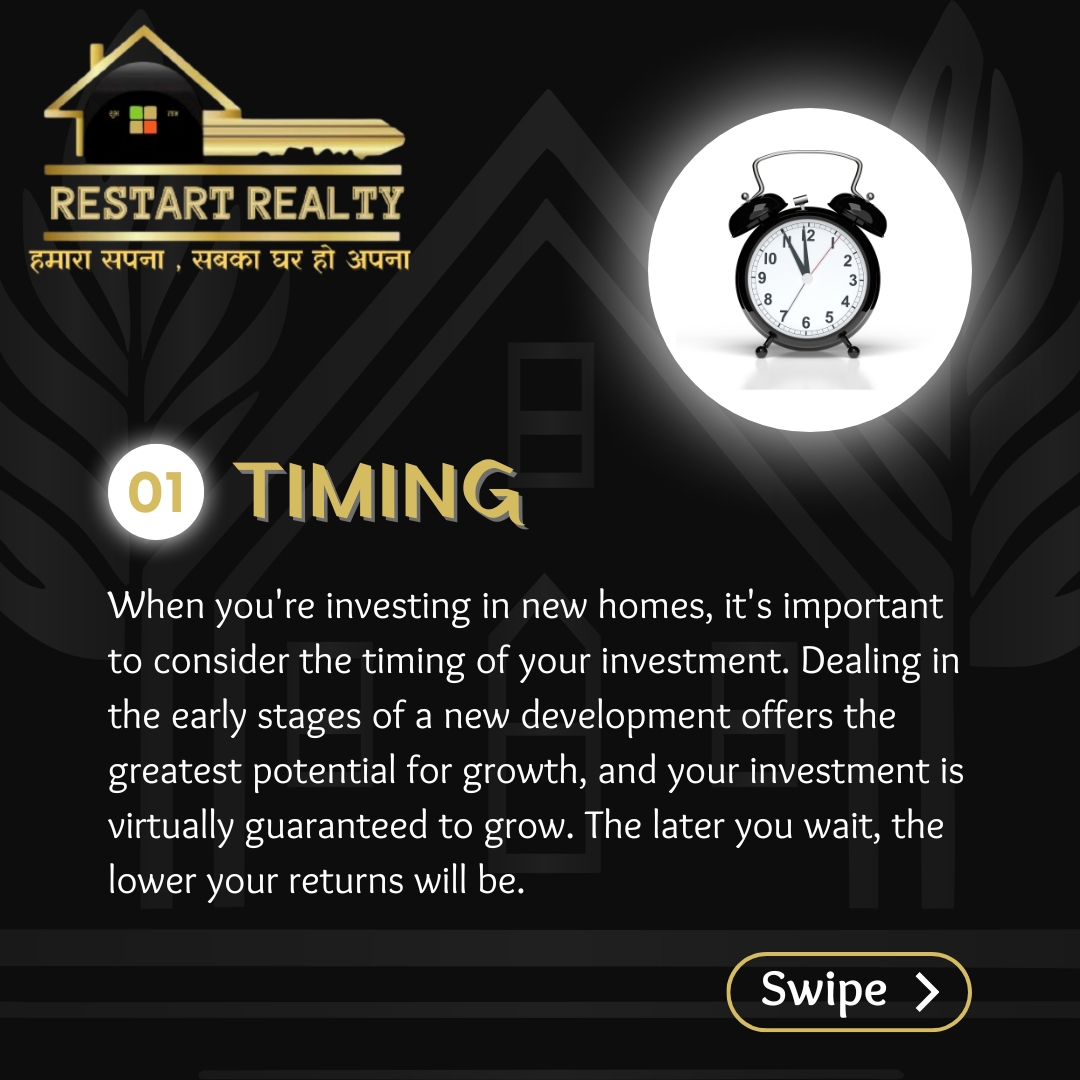 RESTART REALTY
हमारा सपना , सबका घर हो अपना
12
1
2
3
4
5
6
7
8
9
10
11
01 TIMING
When you're investing in new homes, it's important
to consider the timing of your investment. Dealing in
the early stages of a new development offers the
greatest potential for growth, and your investment is
virtually guaranteed to grow. The later you wait, the
lower your returns will be.
Swipe